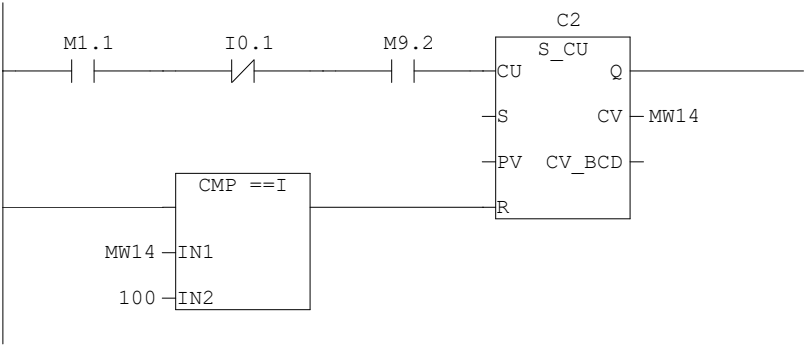 C2
M1.1 I0.1 M9.2 S_CU
CU Q
S CV MW14
PV CV_BCD
CMP ==I
R
MW14 IN1
100 IN2